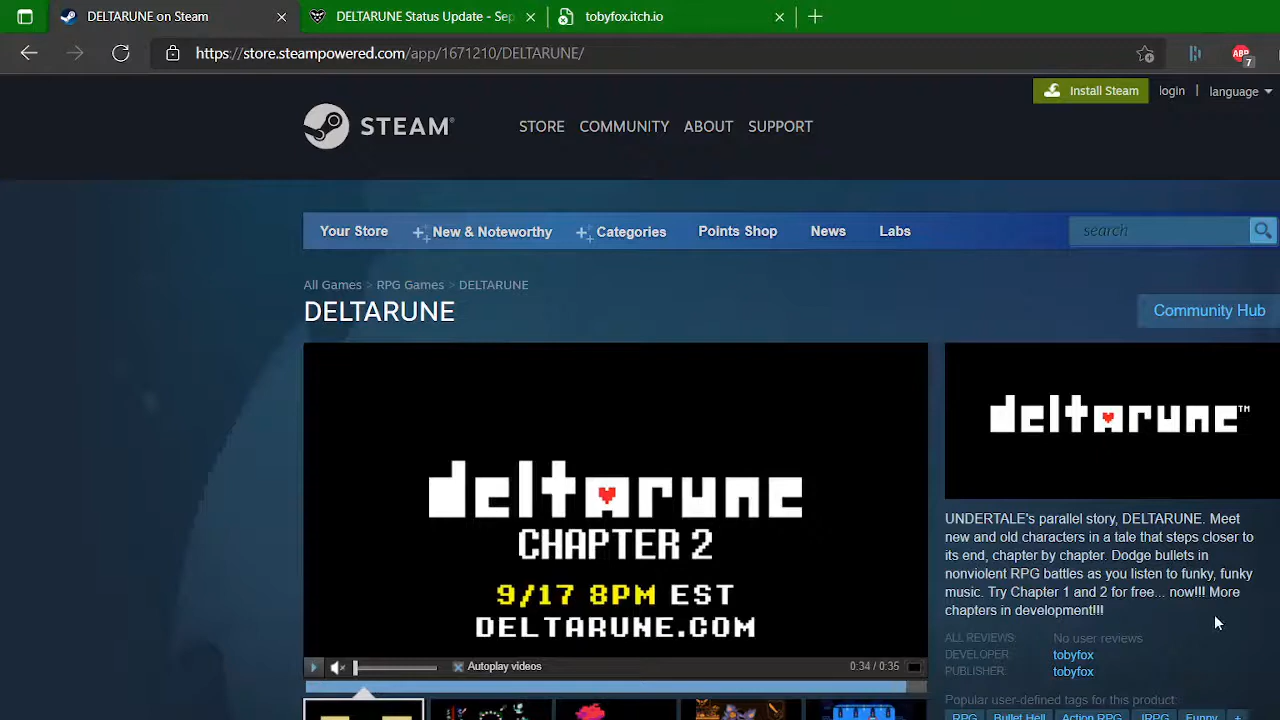 DELTARUNE on Steam
DELTARUNE Status Update - Sep
tobyfox.itch.io
https://store.steampowered.com/app/1671210/DELTARUNE/
ABP
7
Install Steam
login
language
STEAM®
STORE
COMMUNITY
ABOUT
SUPPORT
Your Store
New & Noteworthy
Categories
Points Shop
News
Labs
search
All Games > RPG Games > DELTARUNE
DELTARUNE
Community Hub
deltarune
CHAPTER 2
9/17 8PM EST
DELTARUNE.COM
Autoplay videos
0:34 / 0:35
deltarune™
UNDERTALE's parallel story, DELTARUNE. Meet
new and old characters in a tale that steps closer to
its end, chapter by chapter. Dodge bullets in
nonviolent RPG battles as you listen to funky, funky
music. Try Chapter 1 and 2 for free... now!!! More
chapters in development!!!
ALL REVIEWS: No user reviews
DEVELOPER: tobyfox
PUBLISHER: tobyfox
Popular user-defined tags for this product:
RPG Bullet Hell Action RPG JRPG Funny +